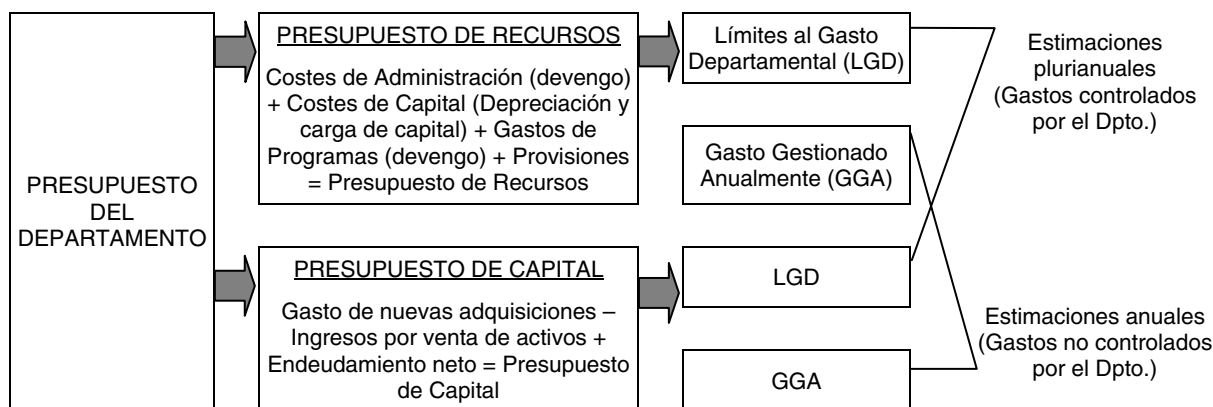 PRESUPUESTO
DEL
DEPARTAMENTO
PRESUPUESTO DE RECURSOS
Costes de Administración (devengo)
+ Costes de Capital (Depreciación y
carga de capital) + Gastos de
Programas (devengo) + Provisiones
= Presupuesto de Recursos
PRESUPUESTO DE CAPITAL
Gasto de nuevas adquisiciones –
Ingresos por venta de activos +
Endeudamiento neto = Presupuesto
de Capital
Límites al Gasto
Departamental (LGD)
Gasto Gestionado
Anualmente (GGA)
LGD
GGA
Estimaciones
plurianuales
(Gastos controlados
por el Dpto.)
Estimaciones anuales
(Gastos no controlados
por el Dpto.)